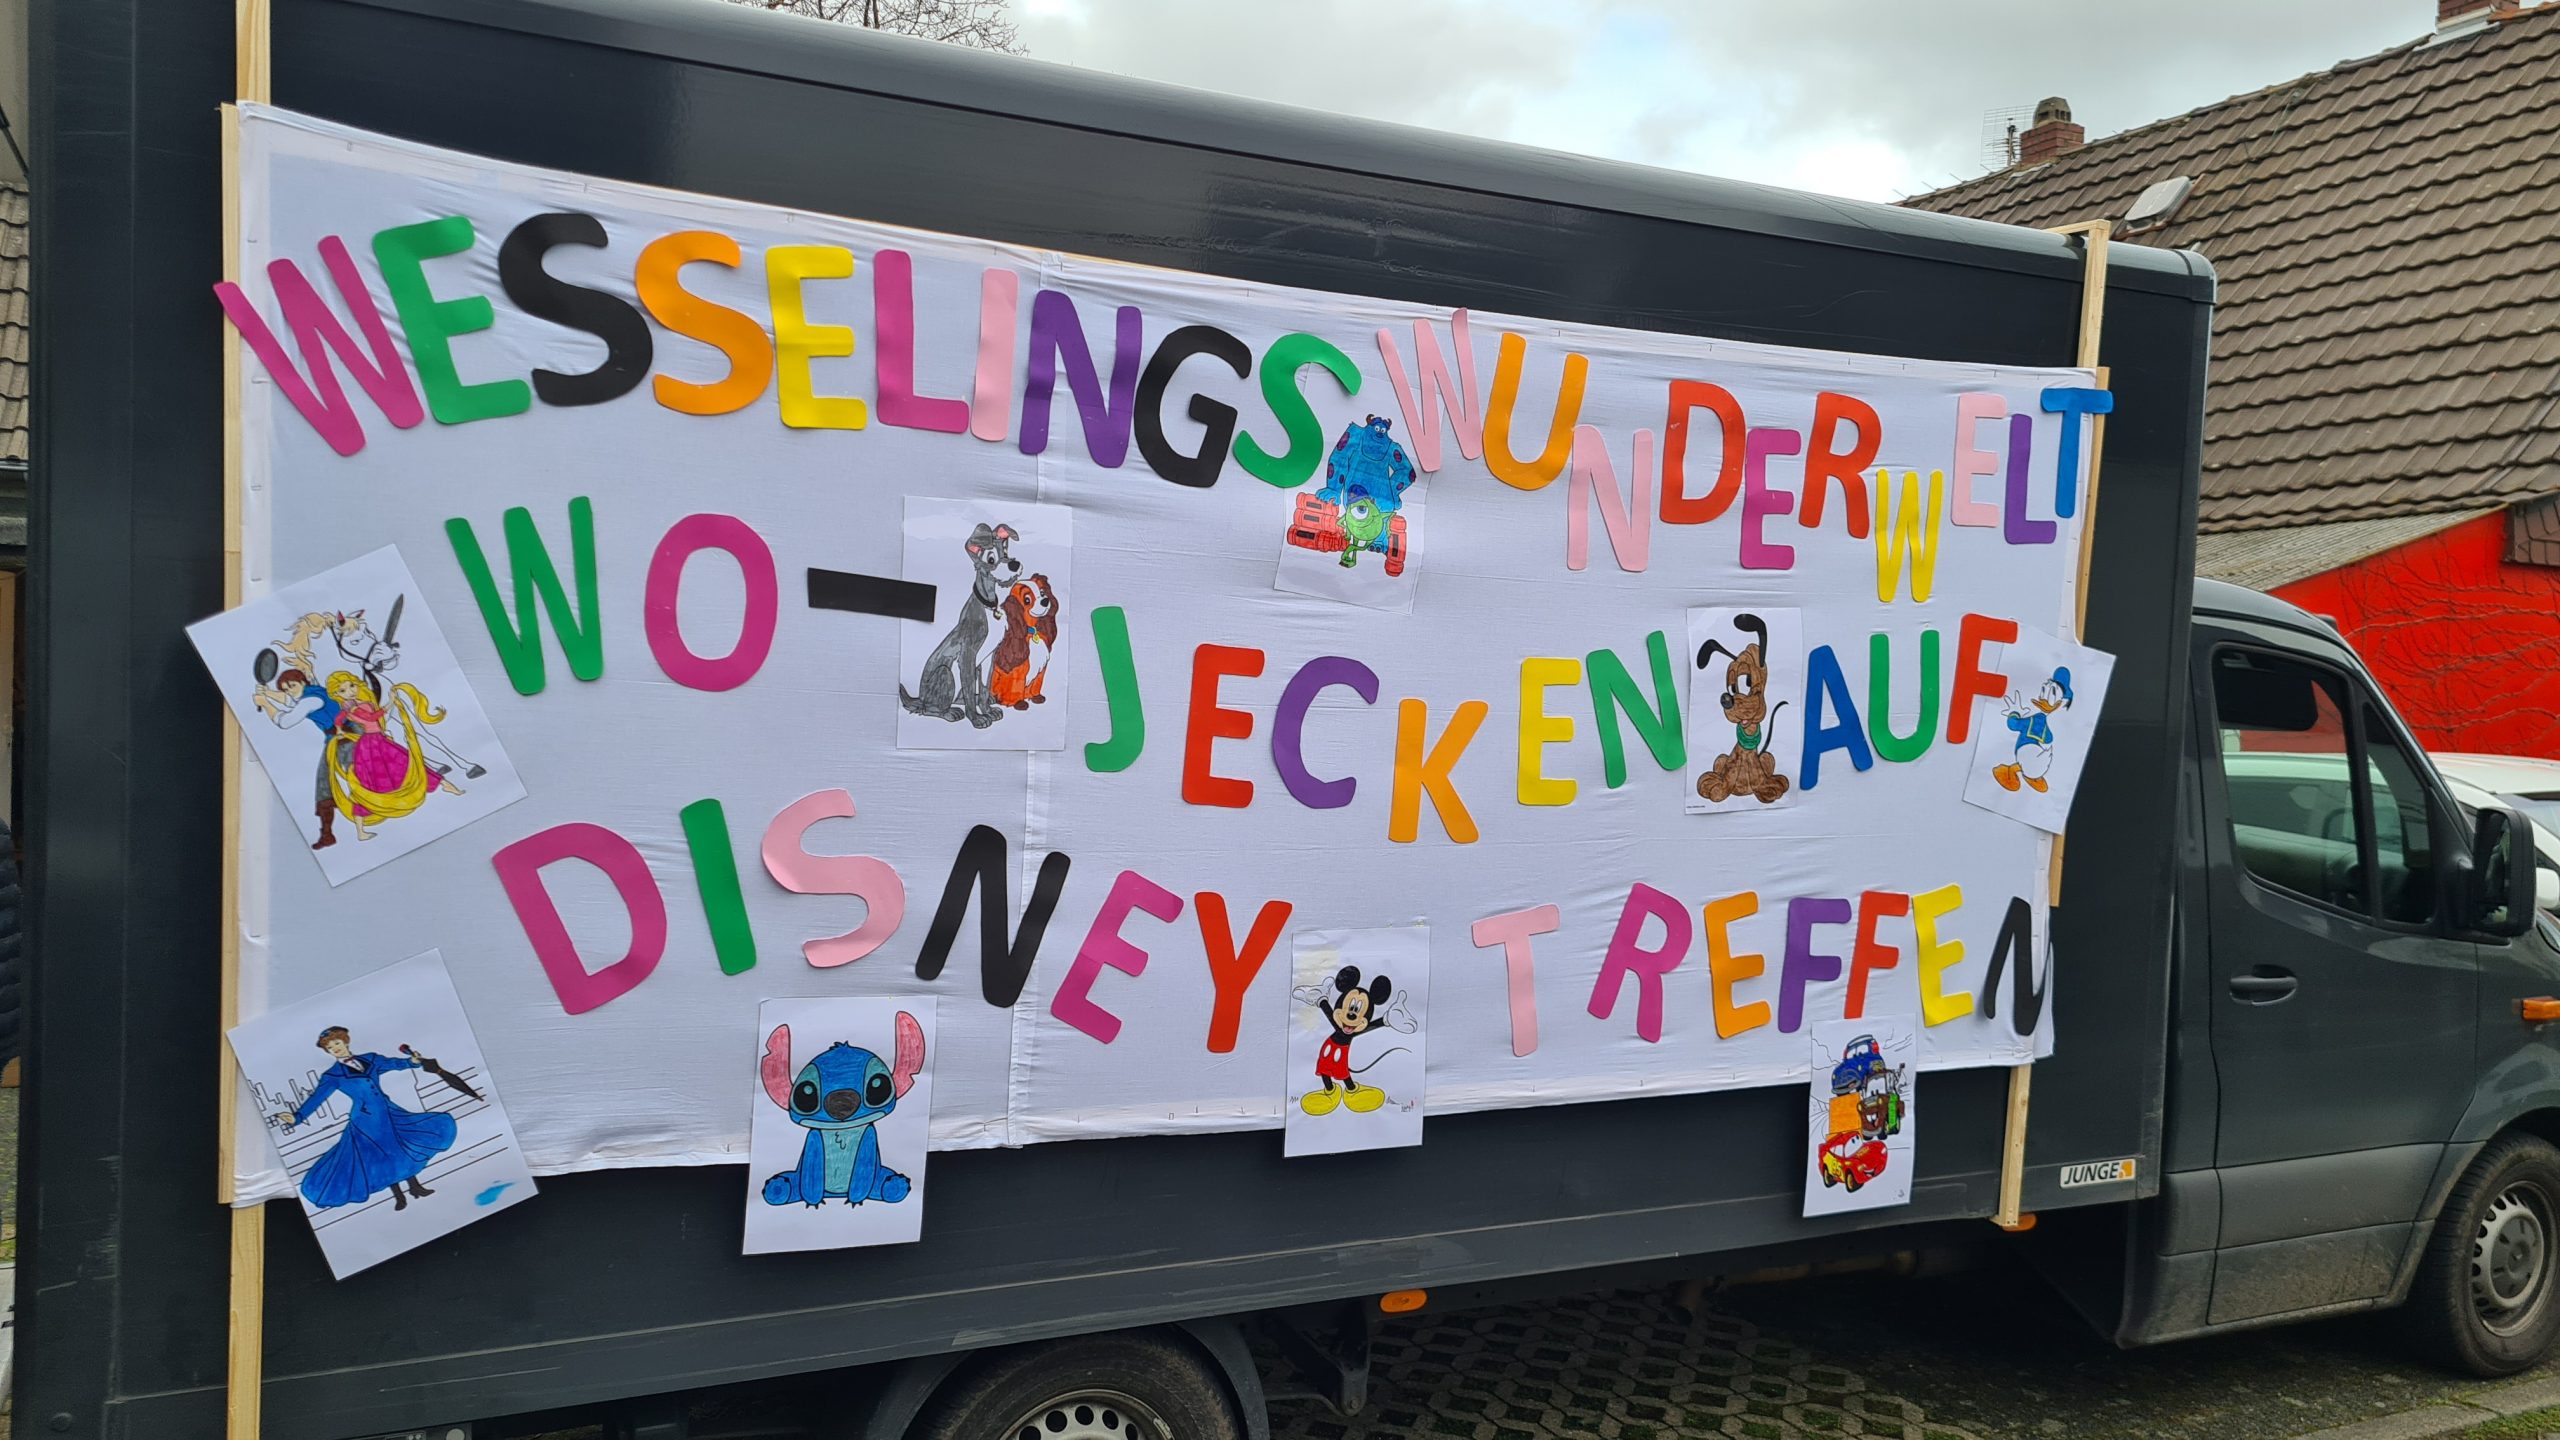 WESSELINGS WUNDERWELT
WO - JECKEN AUF
DISNEY TREFFEN
JUNGE